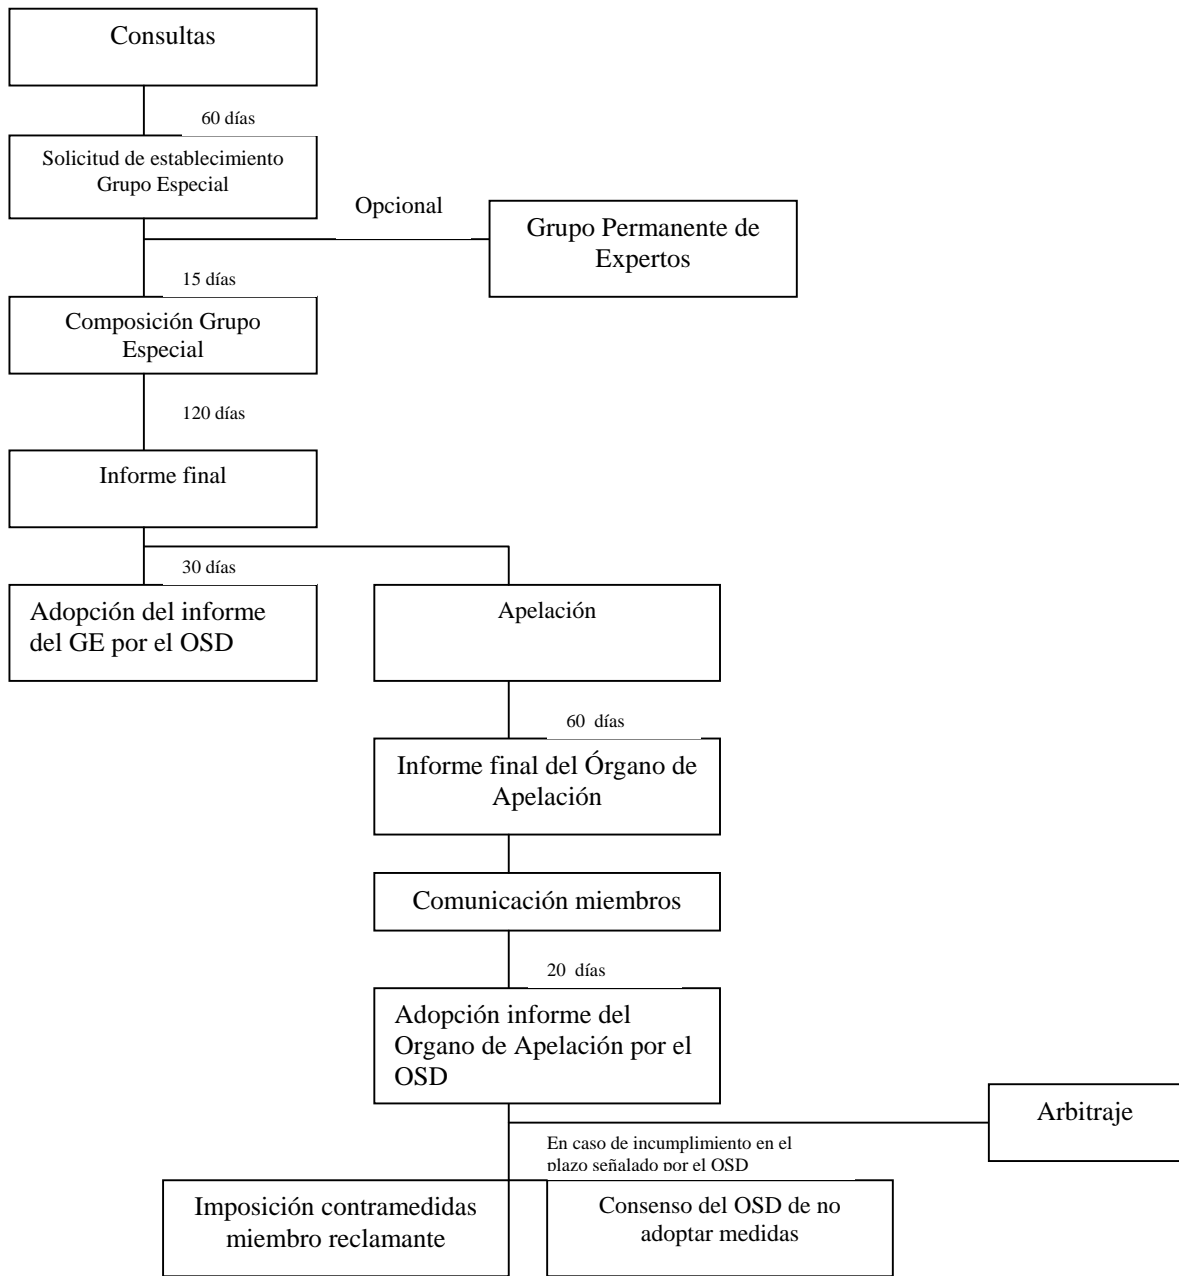 Consultas
60 días
Solicitud de establecimiento
Grupo Especial
Opcional
Grupo Permanente de
Expertos
15 días
Composición Grupo
Especial
120 días
Informe final
30 días
Adopción del informe
del GE por el OSD
Apelación
60 días
Informe final del Órgano de
Apelación
Comunicación miembros
20 días
Adopción informe del
Organo de Apelación por el
OSD
Arbitraje
En caso de incumplimiento en el
plazo señalado por el OSD
Imposición contramedidas
miembro reclamante
Consenso del OSD de no
adoptar medidas